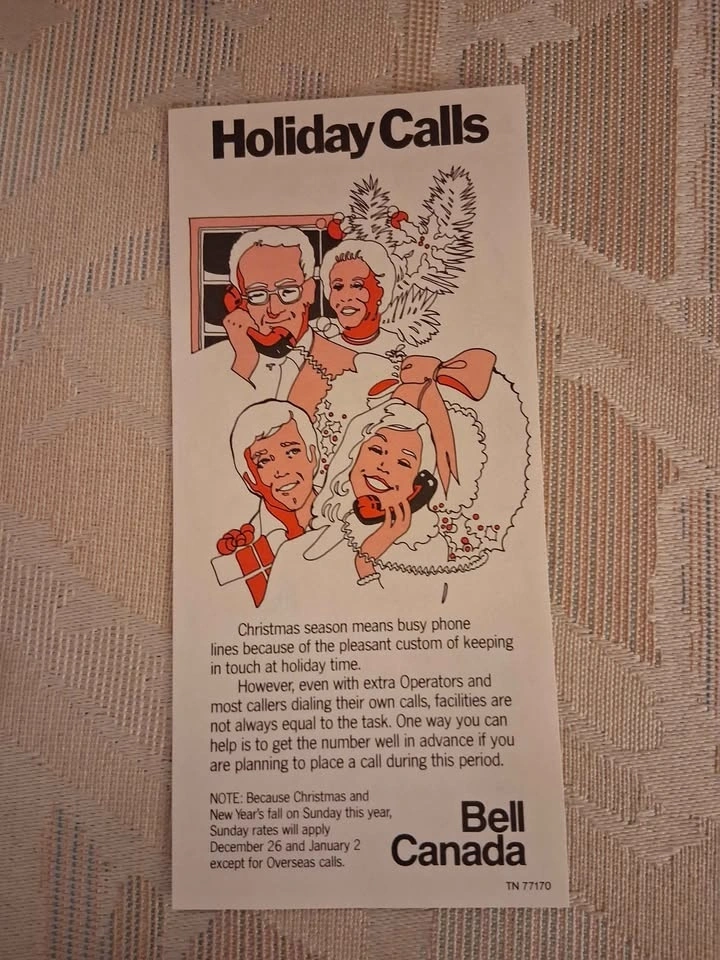 Holiday Calls
Christmas season means busy phone
lines because of the pleasant custom of keeping
in touch at holiday time.
However, even with extra Operators and
most callers dialing their own calls, facilities are
not always equal to the task. One way you can
help is to get the number well in advance if you
are planning to place a call during this period.
NOTE: Because Christmas and
New Year's fall on Sunday this year,
Sunday rates will apply
December 26 and January 2
except for Overseas calls.
Bell
Canada
TN 77170